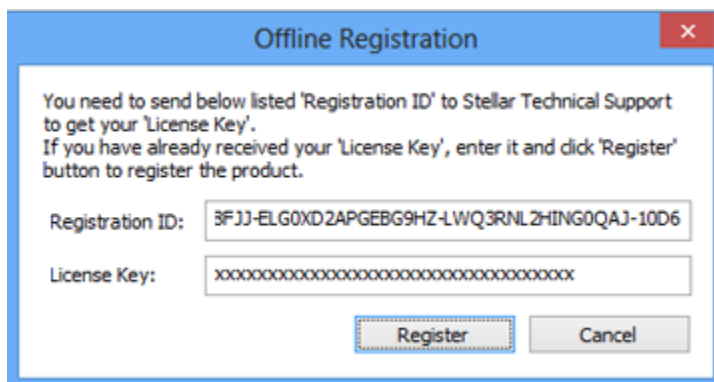 Offline Registration
You need to send below listed 'Registration ID' to Stellar Technical Support
to get your 'License Key'.
If you have already received your 'License Key', enter it and click 'Register'
button to register the product.
Registration ID: 3FJJ-ELG0XD2APGEBG9HZ-LWQ3RNL2HING0QAJ-10D6
License Key: xxxxxxxxxxxxxxxxxxxxxxxxxxxxxxxxxx
Register Cancel